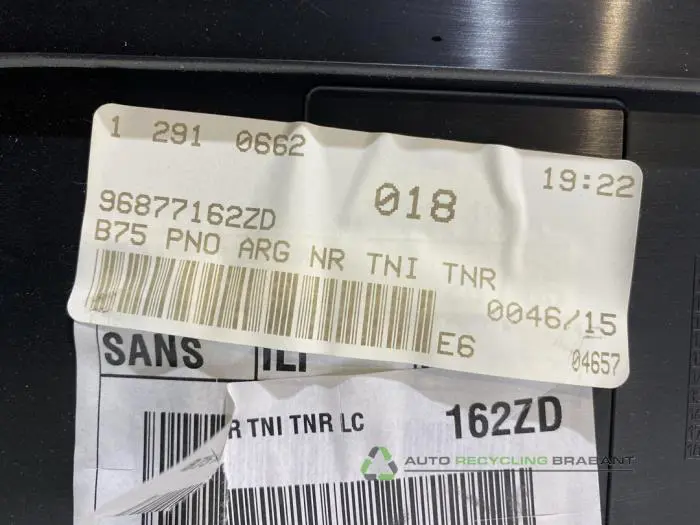 1 291 0662
018
19:22
96877162ZD
B75 PNO ARG NR TNI TNR
0046/15
E6
04657
SANS
R TNI TNR LC
162ZD
AUTO RECYCLING BRABANT